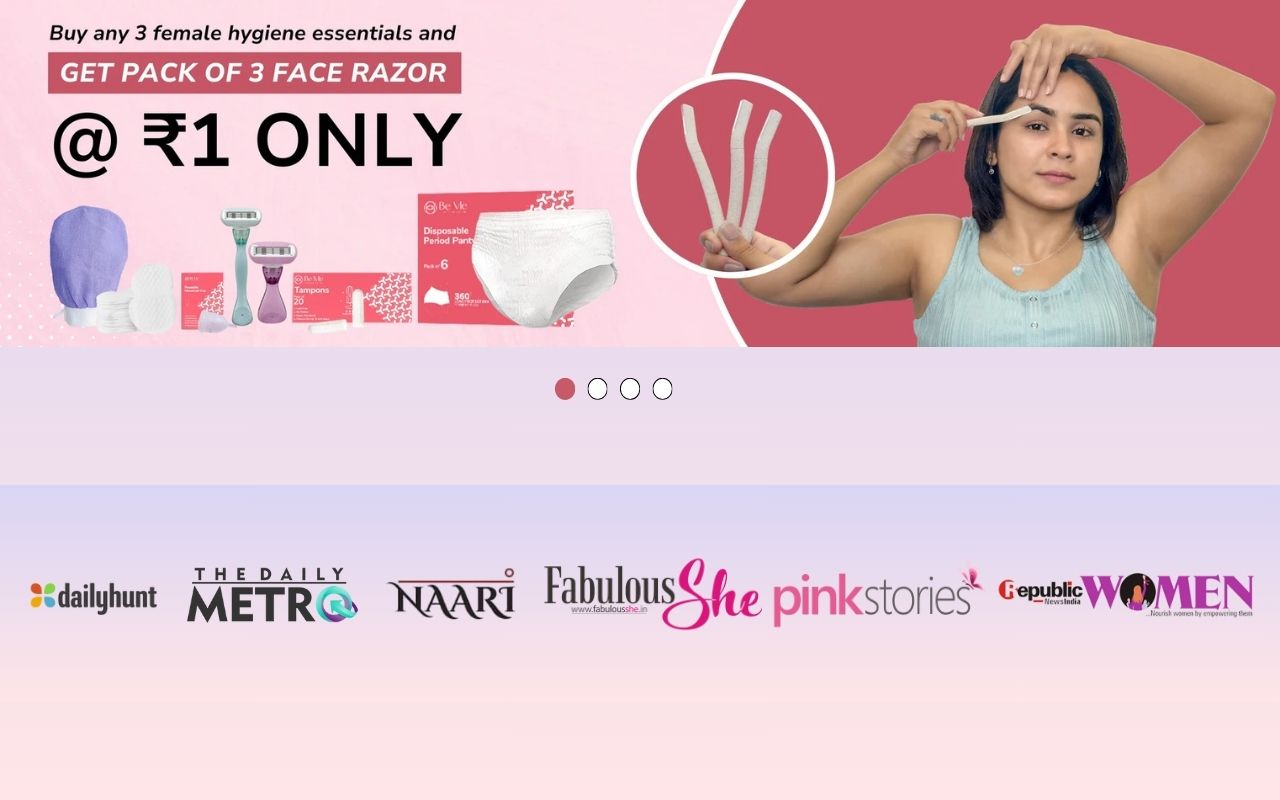 Buy any 3 female hygiene essentials and
GET PACK OF 3 FACE RAZOR
@ ₹1 ONLY
Be Me
Disposable
Period Panty
Pack of 6
360°
Be Me
Tampons
20
dailyhunt
THE DAILY
METRO
NAARI
Fabulous She
www.fabulousshe.in
pinkstories
Republic
NewsIndia
WOMEN
...Nourish women by empowering them